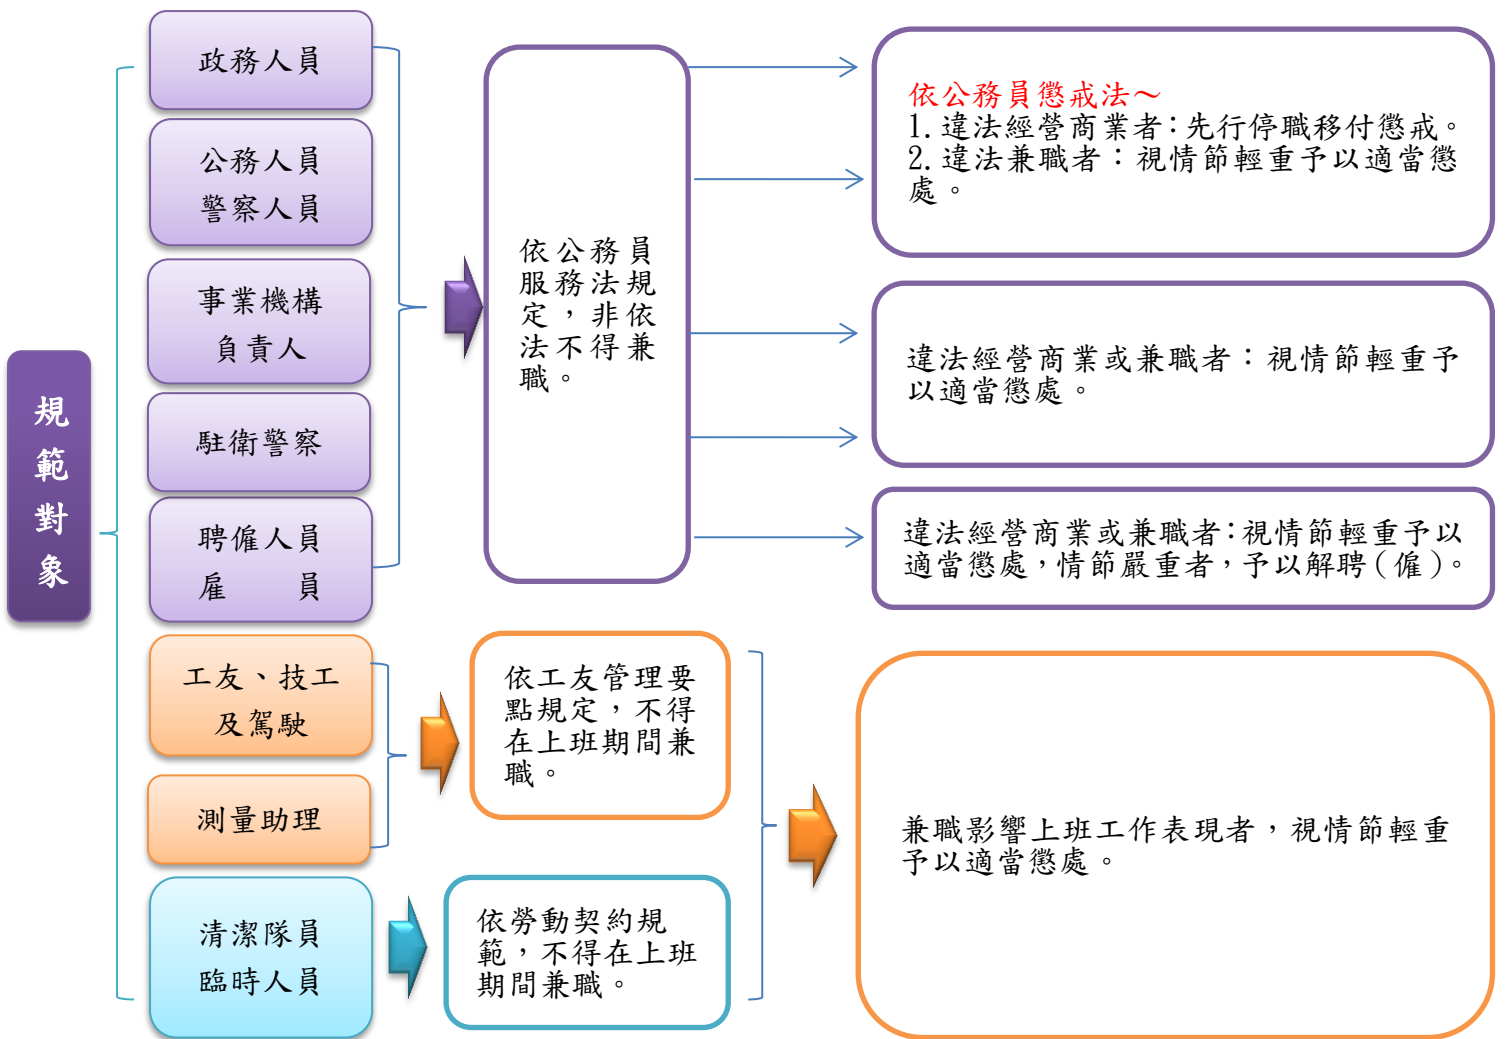 規
範
對
象
政務人員
公務人員
警察人員
事業機構
負責人
駐衛警察
聘僱人員
雇　　員
工友、技工
及駕駛
測量助理
清潔隊員
臨時人員
依公務員
服務法規
定，非依
法不得兼
職。
依工友管理要
點規定，不得
在上班期間兼
職。
依勞動契約規
範，不得在上班
期間兼職。
依公務員懲戒法～
1.違法經營商業者：先行停職移付懲戒。
2.違法兼職者：視情節輕重予以適當懲
處。
違法經營商業或兼職者：視情節輕重予
以適當懲處。
違法經營商業或兼職者：視情節輕重予以
適當懲處，情節嚴重者，予以解聘（僱）。
兼職影響上班工作表現者，視情節輕重
予以適當懲處。